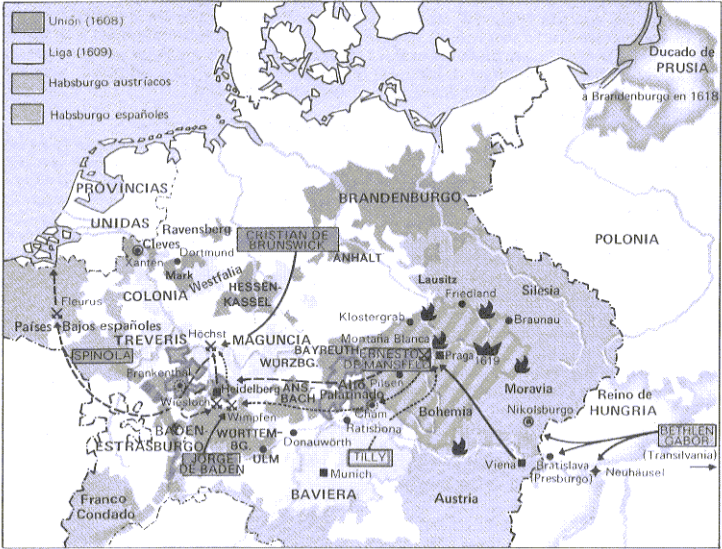 Unión (1608)
Liga (1609)
Habsburgo austríacos
Habsburgo españoles
Ducado de
PRUSIA
a Brandenburgo en 1618
PROVINCIAS
UNIDAS
BRANDENBURGO
Ravensberg
CRISTIAN DE
BRUNSWICK
Cleves
Xanten
Dortmund
Mark
Westfalia
ANHALT
POLONIA
COLONIA
HESSEN-
KASSEL
Lausitz
Friedland
Silesia
Fleurus
Klostergrab
Braunau
Países Bajos españoles
Höchst
TREVERIS
MAGUNCIA
Montaña Blanca
BAYREUTH
SPINOLA
WÜRZBG.
ERNESTO
DE MANSFELD
Praga 1619
Frankenthal
Heidelberg
ANS-
BACH
Alto
Palatinado
Pilsen
Moravia
Reino de
HUNGRIA
Wiesloch
Wimpfen
Cham
Bohemia
Nikolsburgo
BADEN-
ESTRASBURGO
WÜRTTEM-
BG.
Ratisbona
Donauwörth
BETHLEN
GABOR
(Transilvania)
JORGE
DE BADEN
ULM
TILLY
Viena
Bratislava
(Presburgo)
Neuhäusel
Munich
Franco
Condado
BAVIERA
Austria